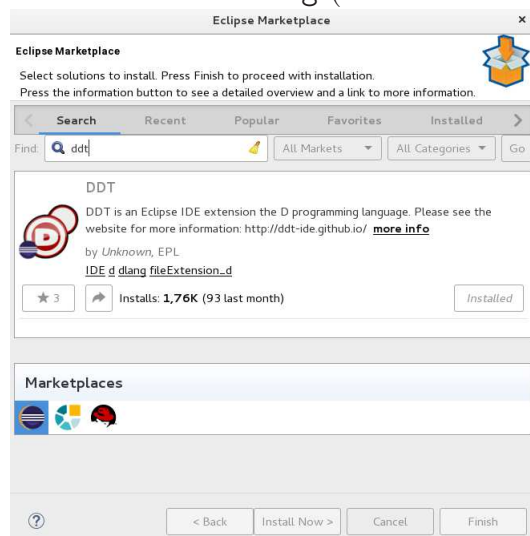 Eclipse Marketplace ×
Eclipse Marketplace
Select solutions to install. Press Finish to proceed with installation.
Press the information button to see a detailed overview and a link to more information.
< Search Recent Popular Favorites Installed >
Find: ddt All Markets All Categories Go
DDT
DDT is an Eclipse IDE extension the D programming language. Please see the
website for more information: http://ddt-ide.github.io/ more info
by Unknown, EPL
IDE d dlang fileExtension_d
3 Installs: 1,76K (93 last month) Installed
Marketplaces
? < Back Install Now > Cancel Finish